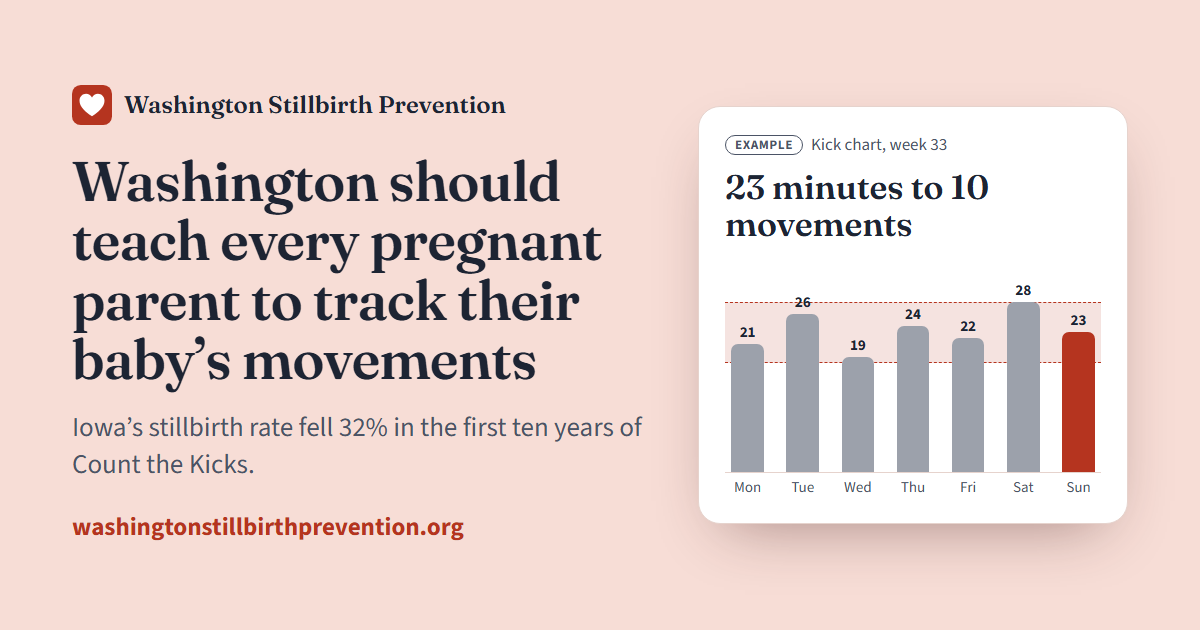 Washington Stillbirth Prevention
Washington should
teach every pregnant
parent to track their
baby’s movements
Iowa’s stillbirth rate fell 32% in the first ten years of
Count the Kicks.
washingtonstillbirthprevention.org
EXAMPLE Kick chart, week 33
23 minutes to 10
movements
21 26 19 24 22 28 23
Mon Tue Wed Thu Fri Sat Sun